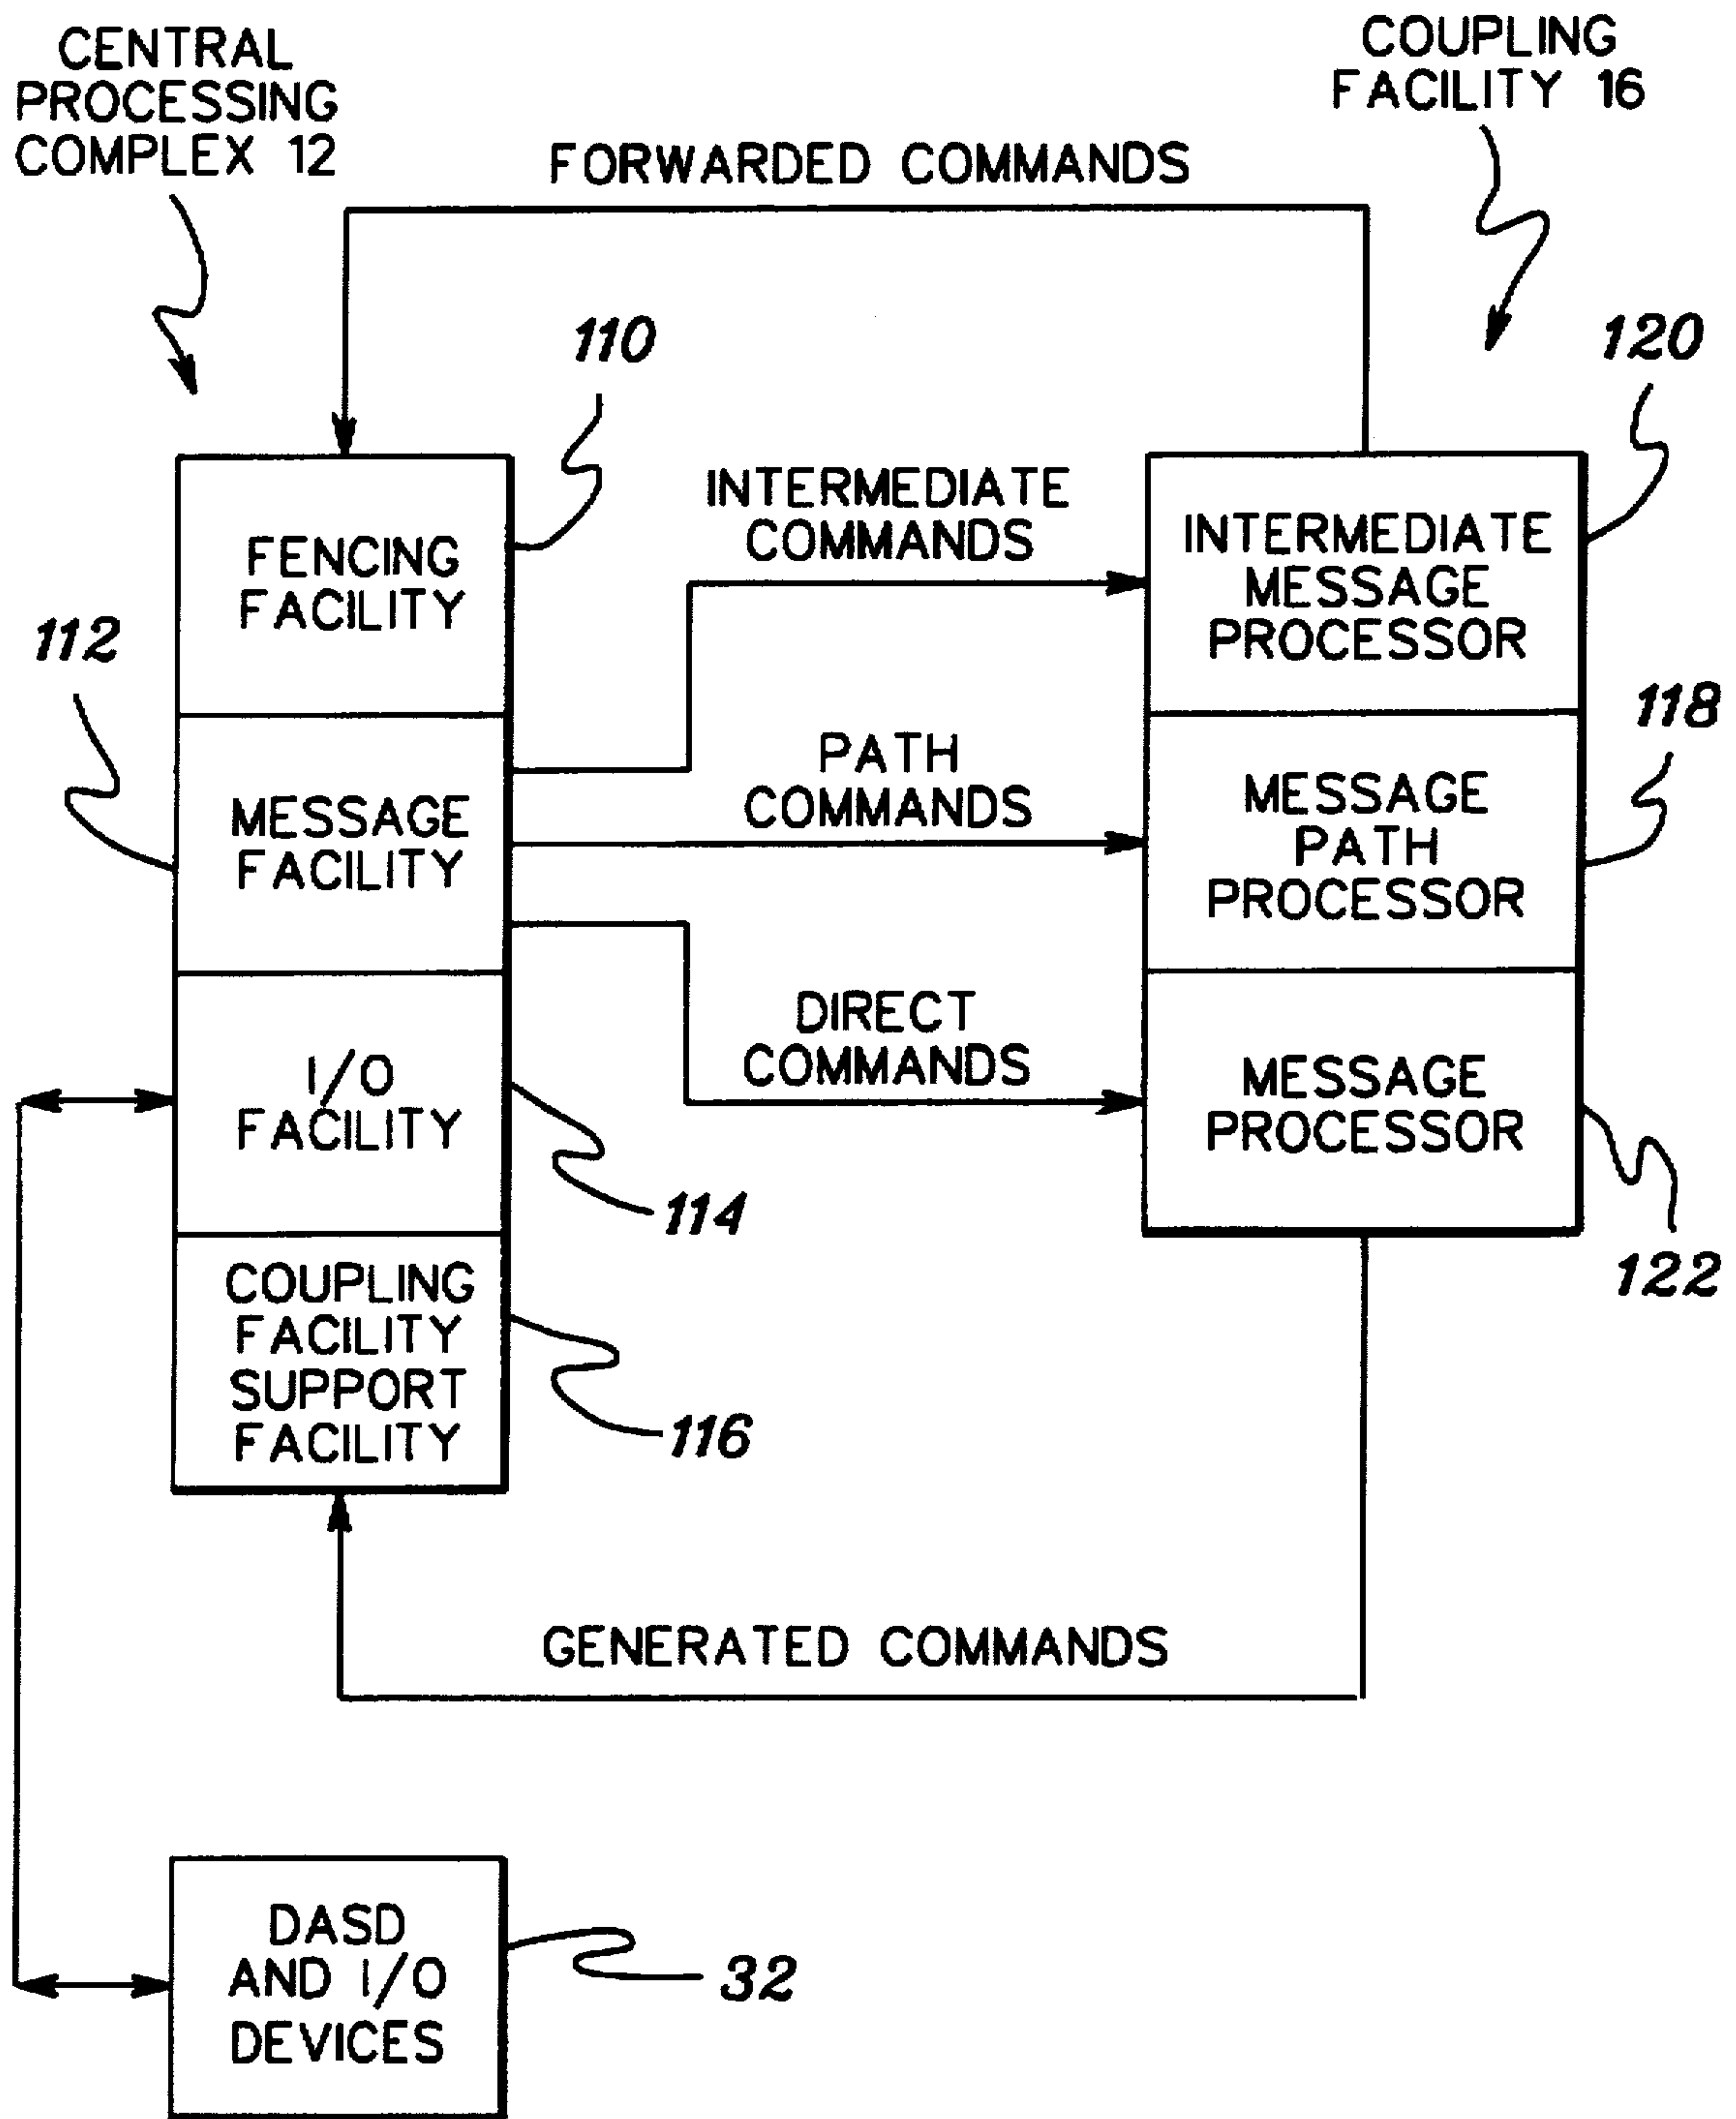 CENTRAL
PROCESSING
COMPLEX 12
COUPLING
FACILITY 16
FORWARDED COMMANDS
110
120
INTERMEDIATE
COMMANDS
FENCING
FACILITY
INTERMEDIATE
MESSAGE
PROCESSOR
112
118
PATH
COMMANDS
MESSAGE
FACILITY
MESSAGE
PATH
PROCESSOR
DIRECT
COMMANDS
I/O
FACILITY
MESSAGE
PROCESSOR
114
122
COUPLING
FACILITY
SUPPORT
FACILITY
116
GENERATED COMMANDS
DASD
AND I/O
DEVICES
32